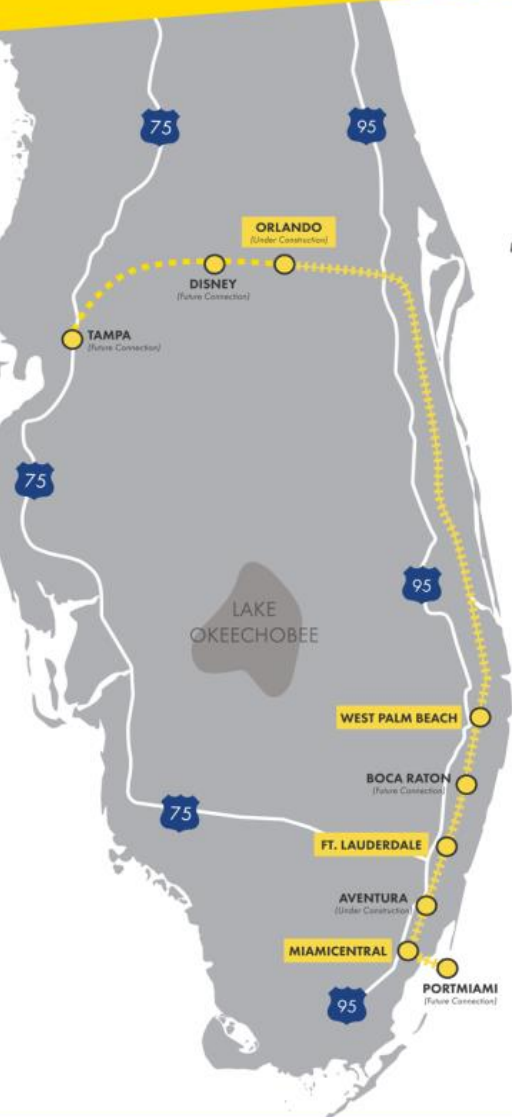 75
95
ORLANDO
(Under Construction)
DISNEY
(Future Connection)
TAMPA
(Future Connection)
75
95
LAKE
OKEECHOBEE
WEST PALM BEACH
BOCA RATON
(Future Connection)
75
FT. LAUDERDALE
AVENTURA
(Under Construction)
MIAMICENTRAL
PORTMIAMI
(Future Connection)
95